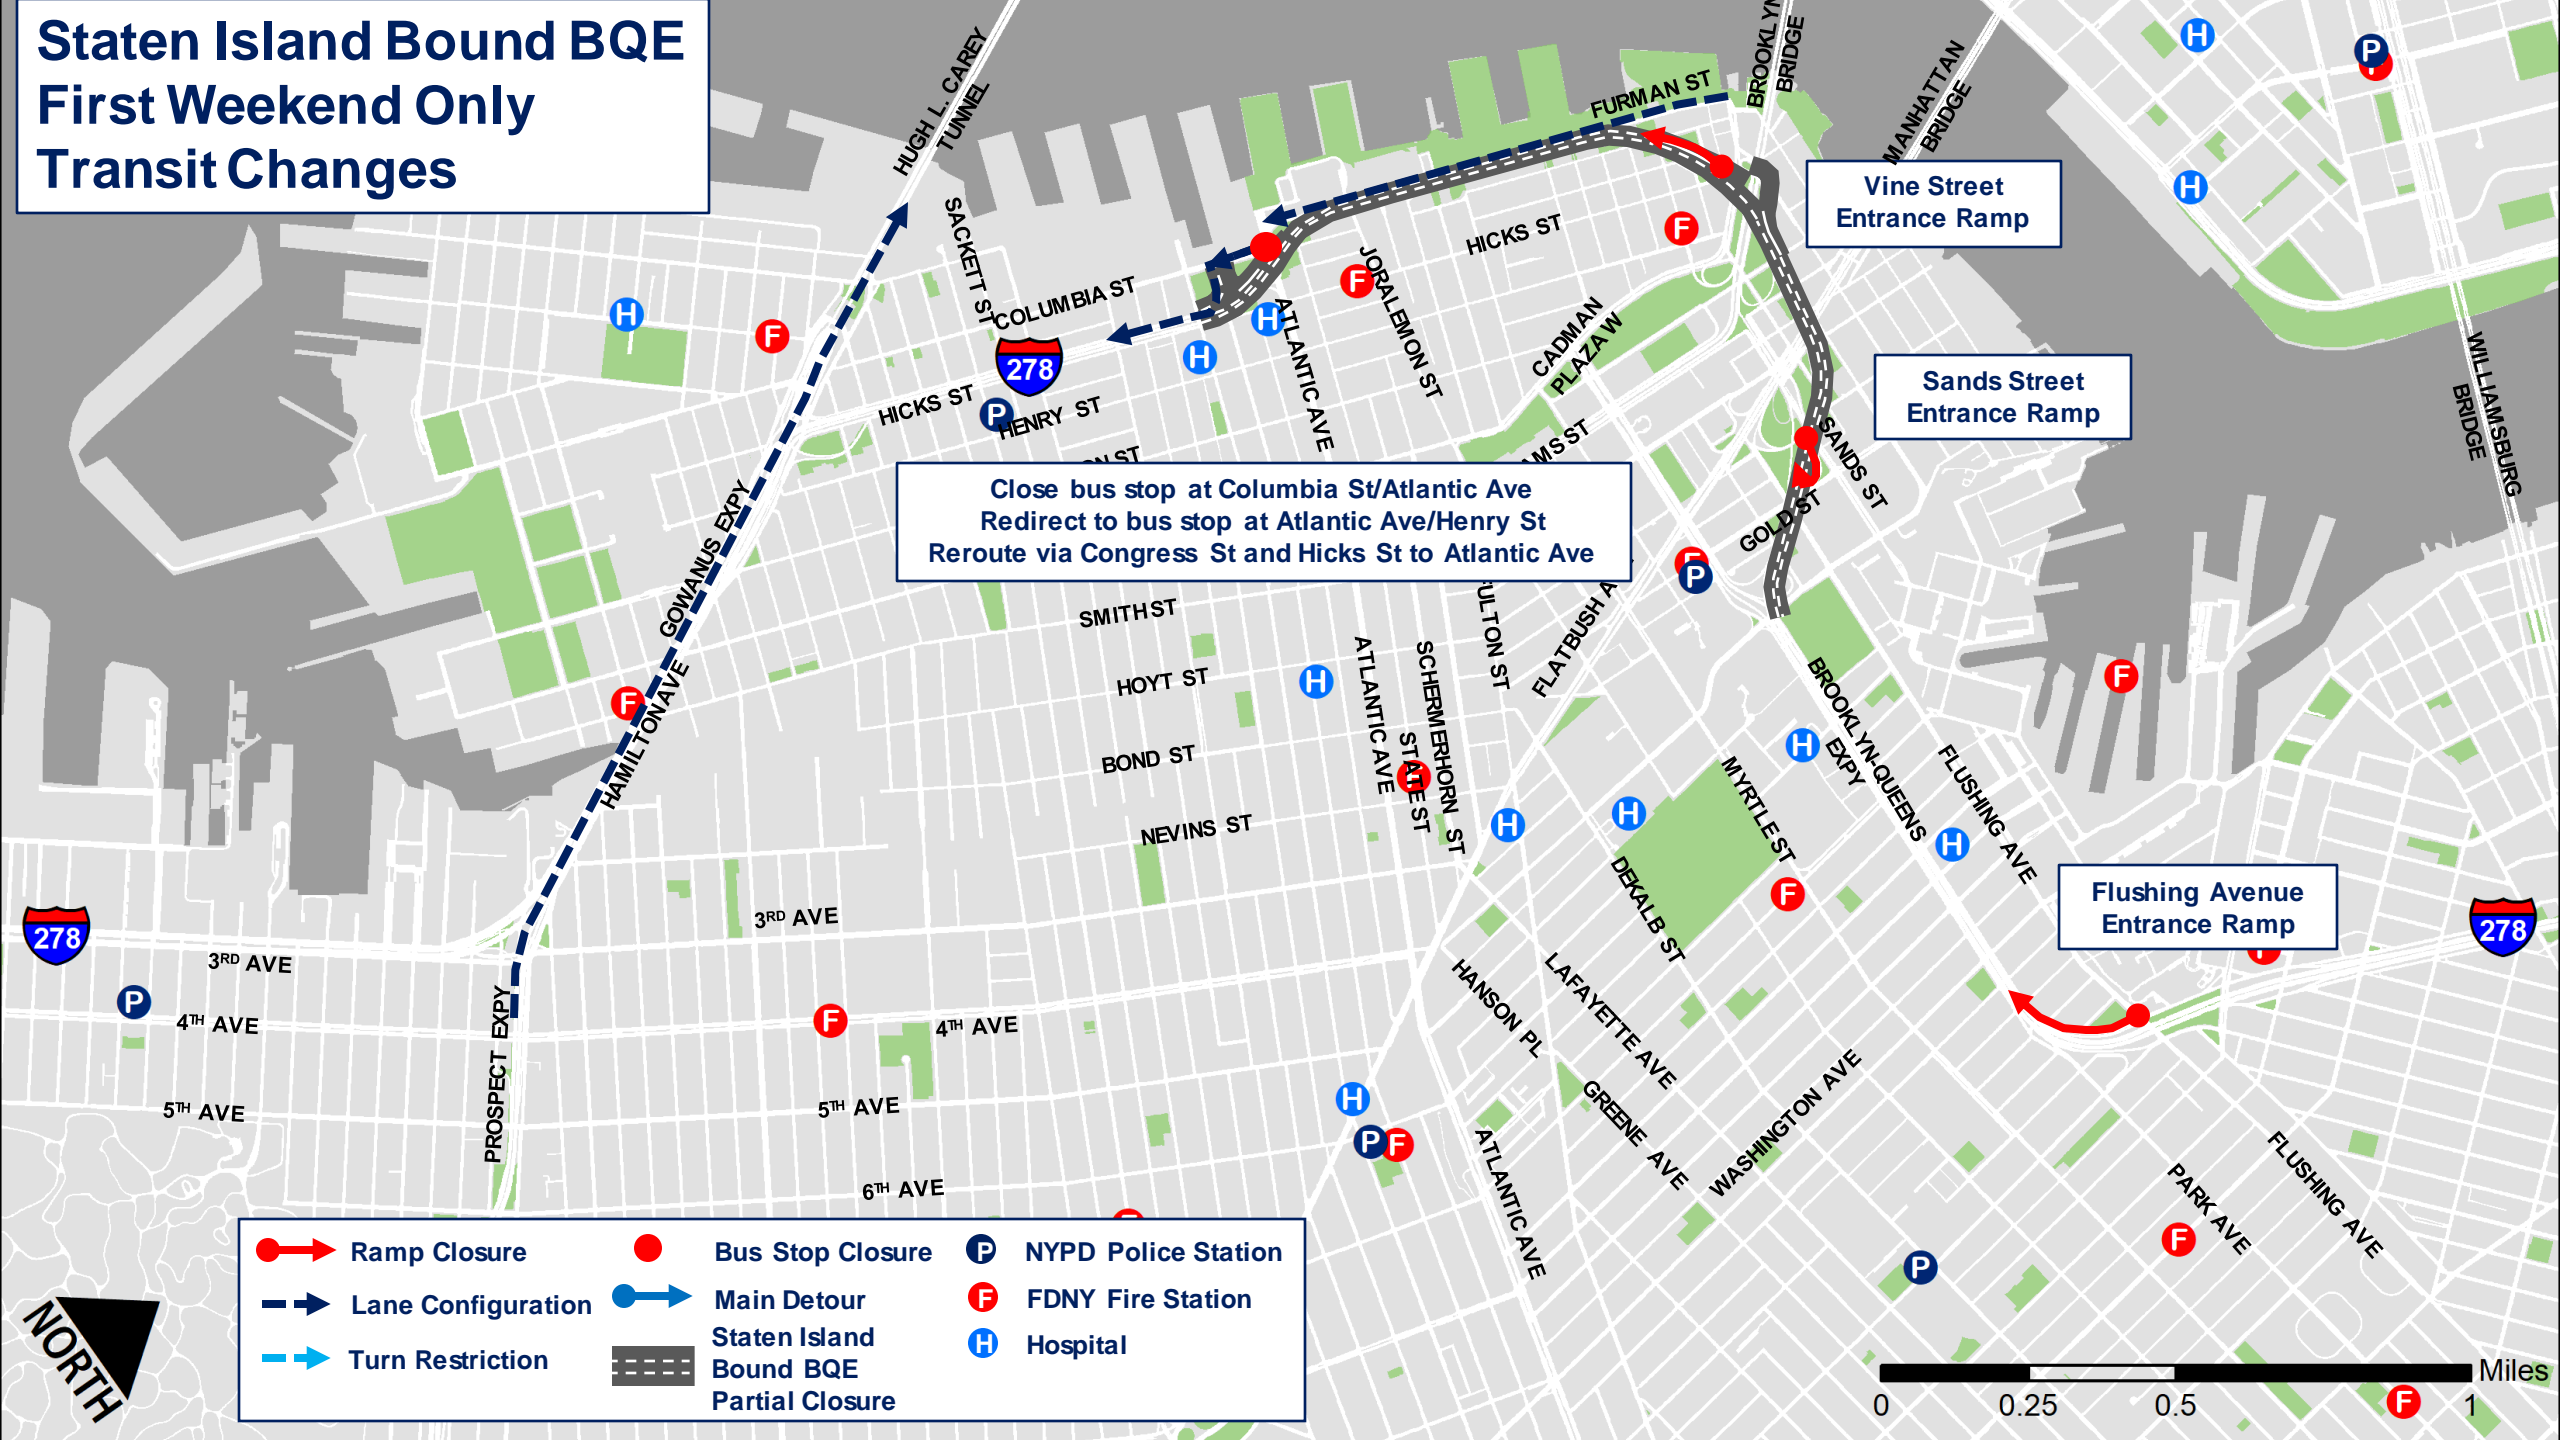 Staten Island Bound BQE
First Weekend Only
Transit Changes
HUGH L. CAREY
TUNNEL
BROOKLYN
BRIDGE
MANHATTAN
BRIDGE
FURMAN ST
H
P
H
Vine Street
Entrance Ramp
SACKETT ST
COLUMBIA ST
HICKS ST
F
JORALEMON ST
F
H
F
H
H
ATLANTIC AVE
CADMAN
PLAZA W
278
HICKS ST
P
HENRY ST
Sands Street
Entrance Ramp
WILLIAMSBURG
BRIDGE
SANDS ST
GOLD ST
Close bus stop at Columbia St/Atlantic Ave
Redirect to bus stop at Atlantic Ave/Henry St
Reroute via Congress St and Hicks St to Atlantic Ave
GOWANUS EXPY
HAMILTON AVE
F
SMITH ST
HOYT ST
BOND ST
NEVINS ST
H
ATLANTIC AVE
STATE ST
SCHERMERHORN ST
FLATBUSH
P
F
BROOKLYN-QUEENS
EXPY
FLUSHING AVE
H
H
H
H
MYRTLE ST
DEKALB ST
F
Flushing Avenue
Entrance Ramp
278
278
3RD AVE
3RD AVE
P
4TH AVE
F
4TH AVE
PROSPECT EXPY
5TH AVE
5TH AVE
6TH AVE
HANSON PL
LAFAYETTE AVE
GREENE AVE
WASHINGTON AVE
H
P
F
ATLANTIC AVE
FLUSHING AVE
PARK AVE
F
P
Ramp Closure
Lane Configuration
Turn Restriction
Bus Stop Closure
Main Detour
Staten Island
Bound BQE
Partial Closure
P NYPD Police Station
F FDNY Fire Station
H Hospital
NORTH
Miles
0 0.25 0.5 1
F